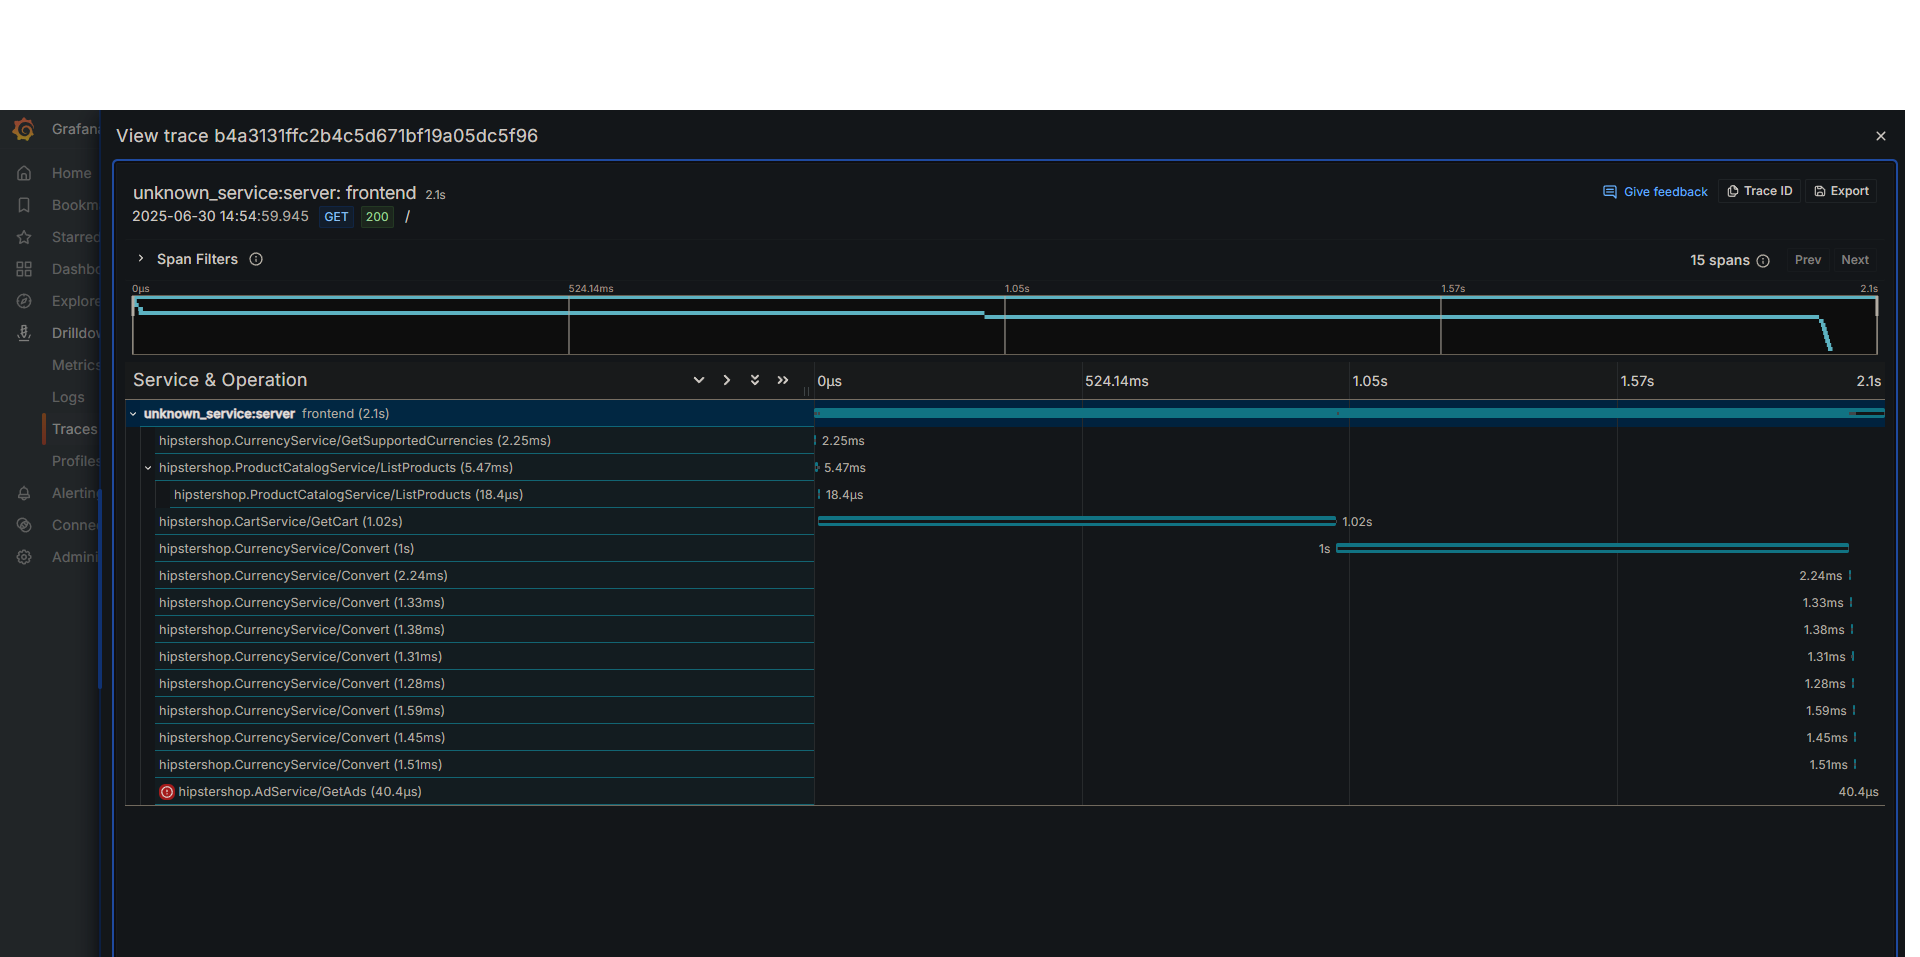 Grafana
View trace b4a3131ffc2b4c5d671bf19a05dc5f96
Home
Bookm
Starred
Dashbo
Explore
Drilldow
Metrics
Logs
Traces
Profiles
Alerting
Connec
Admini
unknown_service:server: frontend 2.1s
2025-06-30 14:54:59.945 GET 200 /
Give feedback Trace ID Export
Span Filters
15 spans Prev Next
0µs 524.14ms 1.05s 1.57s 2.1s
Service & Operation 0µs 524.14ms 1.05s 1.57s 2.1s
unknown_service:server frontend (2.1s)
hipstershop.CurrencyService/GetSupportedCurrencies (2.25ms) 2.25ms
hipstershop.ProductCatalogService/ListProducts (5.47ms) 5.47ms
hipstershop.ProductCatalogService/ListProducts (18.4µs) 18.4µs
hipstershop.CartService/GetCart (1.02s) 1.02s
hipstershop.CurrencyService/Convert (1s) 1s
hipstershop.CurrencyService/Convert (2.24ms) 2.24ms
hipstershop.CurrencyService/Convert (1.33ms) 1.33ms
hipstershop.CurrencyService/Convert (1.38ms) 1.38ms
hipstershop.CurrencyService/Convert (1.31ms) 1.31ms
hipstershop.CurrencyService/Convert (1.28ms) 1.28ms
hipstershop.CurrencyService/Convert (1.59ms) 1.59ms
hipstershop.CurrencyService/Convert (1.45ms) 1.45ms
hipstershop.CurrencyService/Convert (1.51ms) 1.51ms
hipstershop.AdService/GetAds (40.4µs) 40.4µs